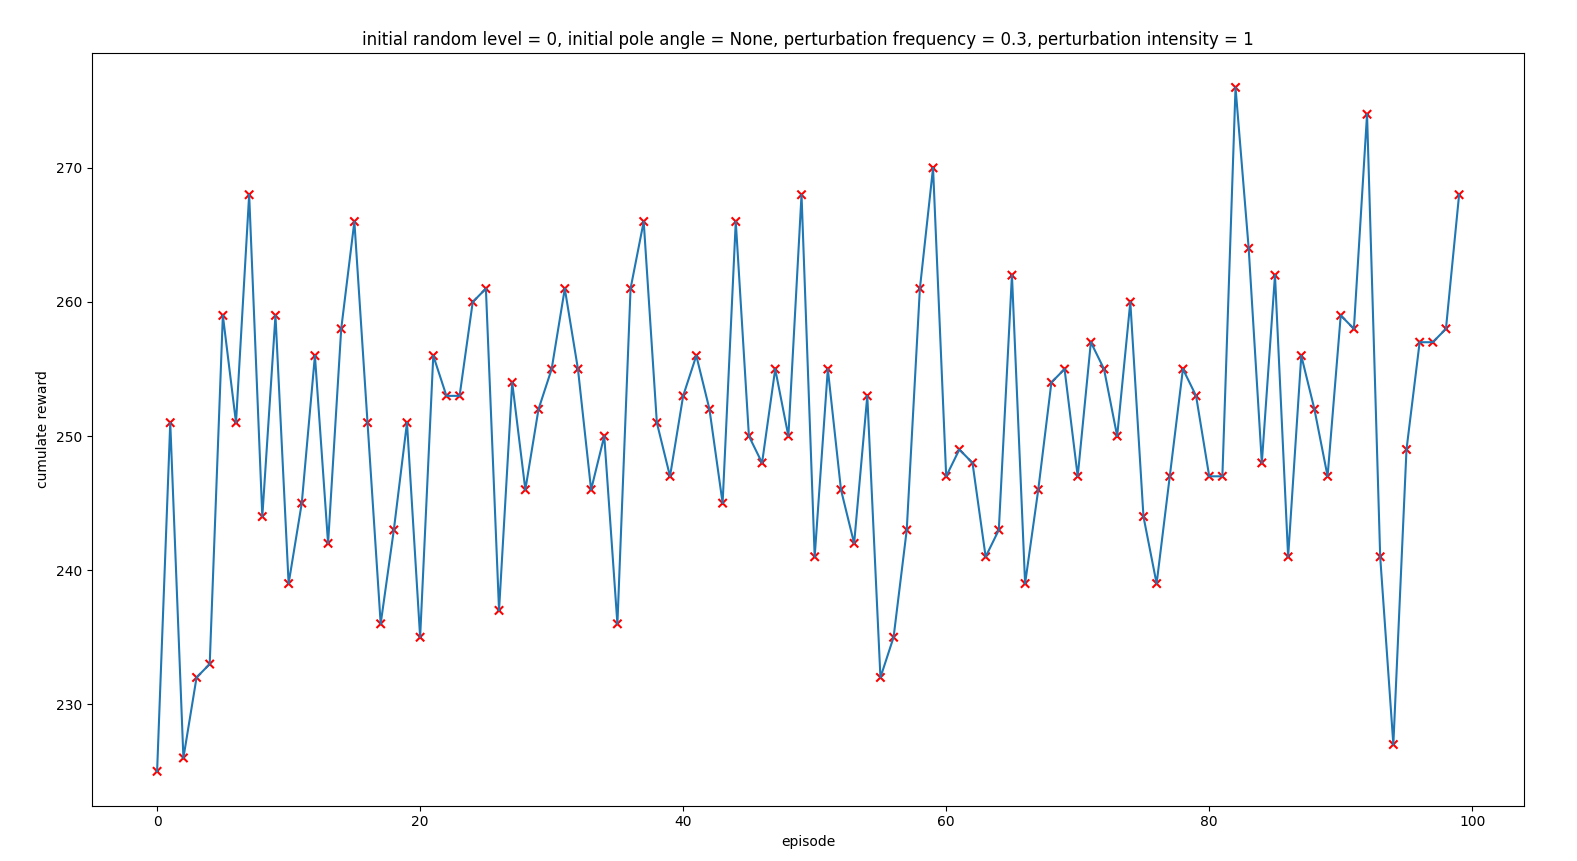 initial random level = 0, initial pole angle = None, perturbation frequency = 0.3, perturbation intensity = 1
270
260
250
240
230
cumulate reward
0 20 40 60 80 100
episode